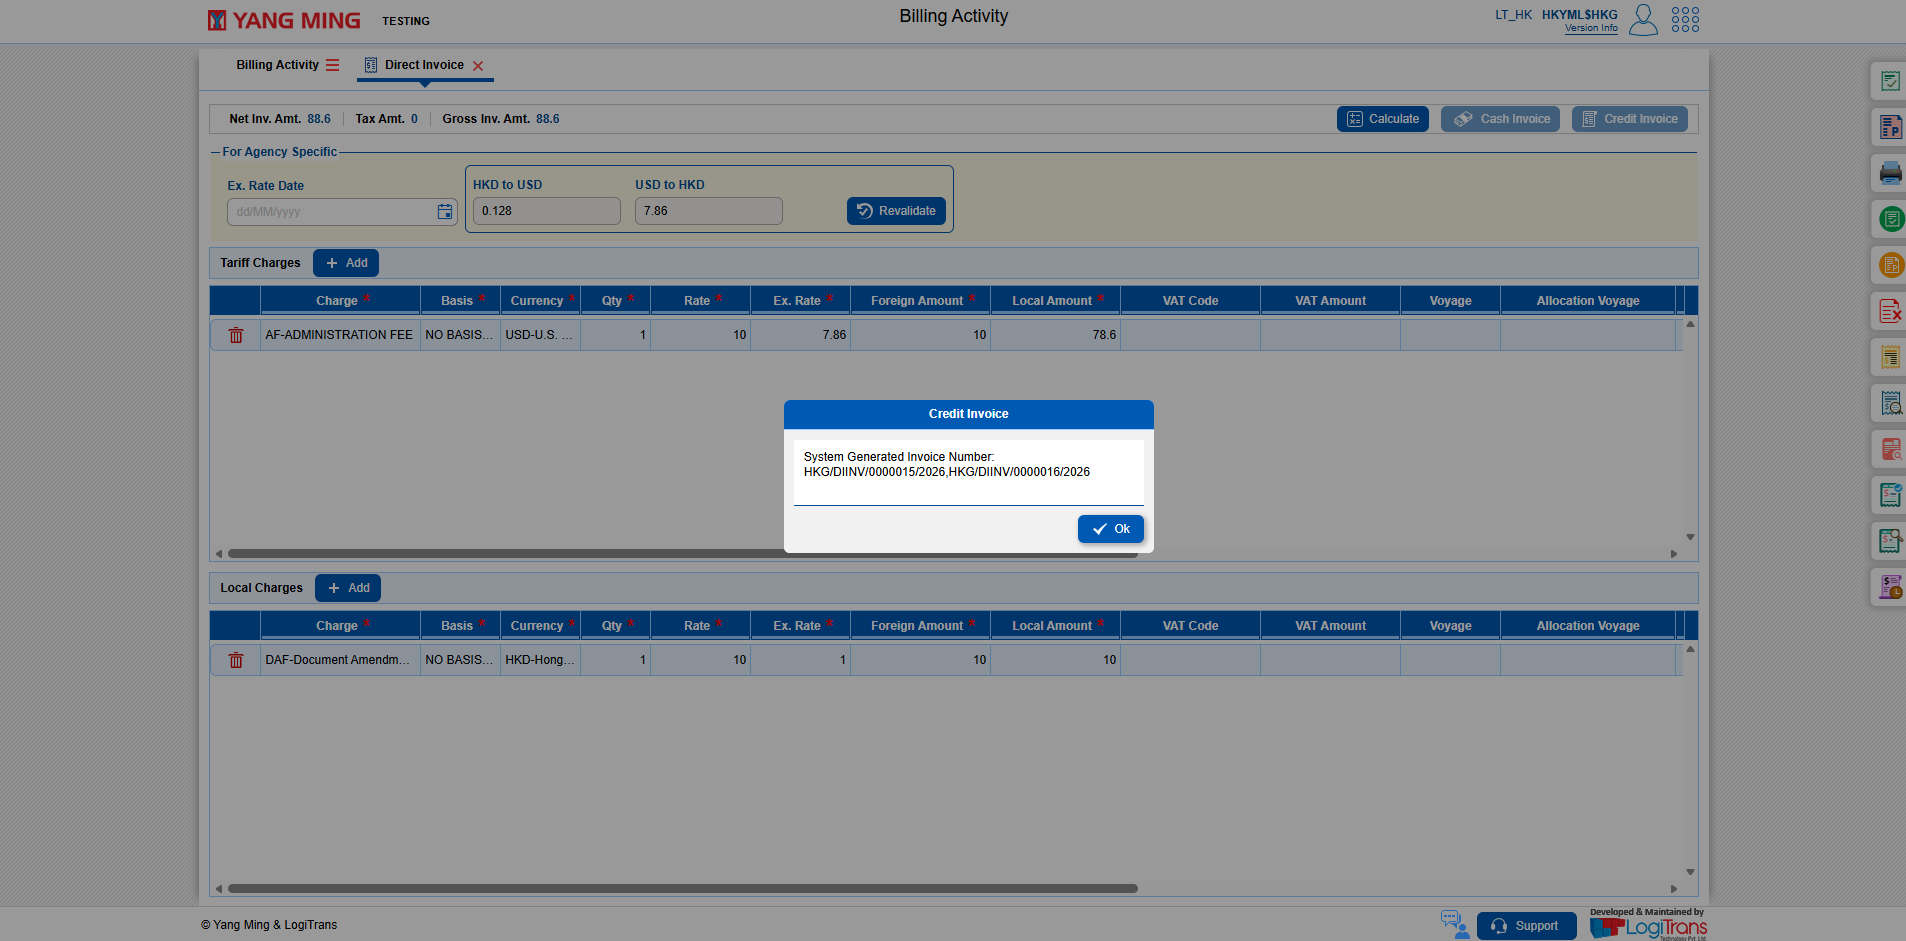 YANG MING TESTING
Billing Activity
LT_HK HKYML$HKG
Version Info
Billing Activity
Direct Invoice
Net Inv. Amt. 88.6 Tax Amt. 0 Gross Inv. Amt. 88.6
Calculate Cash Invoice Credit Invoice
For Agency Specific
Ex. Rate Date HKD to USD USD to HKD
dd/MM/yyyy 0.128 7.86 Revalidate
Tariff Charges + Add
Charge * Basis * Currency * Qty * Rate * Ex. Rate * Foreign Amount * Local Amount * VAT Code VAT Amount Voyage Allocation Voyage
AF-ADMINISTRATION FEE NO BASIS... USD-U.S. ... 1 10 7.86 10 78.6
Credit Invoice
System Generated Invoice Number:
HKG/DIINV/0000015/2026,HKG/DIINV/0000016/2026
Ok
Local Charges + Add
Charge * Basis * Currency * Qty * Rate * Ex. Rate * Foreign Amount * Local Amount * VAT Code VAT Amount Voyage Allocation Voyage
DAF-Document Amendm... NO BASIS... HKD-Hong... 1 10 1 10 10
© Yang Ming & LogiTrans
Support
Developed & Maintained by
LogiTrans
Technology Pvt. Ltd.